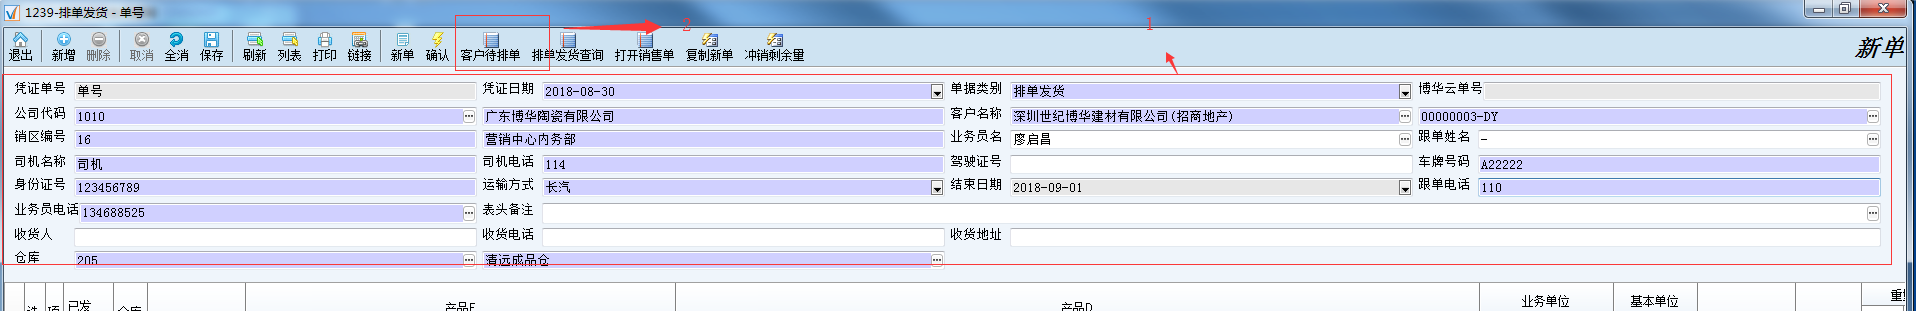 1239-排单发货 - 单号
退出 新增 删除 取消 全消 保存 刷新 列表 打印 链接 新单 确认 客户待排单 排单发货查询 打开销售单 复制新单 冲销剩余量
2
1
新单
凭证单号 单号 凭证日期 2018-08-30 单据类别 排单发货 博华云单号
公司代码 1010 广东博华陶瓷有限公司 客户名称 深圳世纪博华建材有限公司(招商地产) 00000003-DY
销区编号 16 营销中心内务部 业务员名 廖启昌 跟单姓名 -
司机名称 司机 司机电话 114 驾驶证号 车牌号码 A22222
身份证号 123456789 运输方式 长汽 结束日期 2018-09-01 跟单电话 110
业务员电话 134688525 表头备注
收货人 收货电话 收货地址
仓库 205 清远成品仓
选 项 已发 仓库 业务单位 基本单位